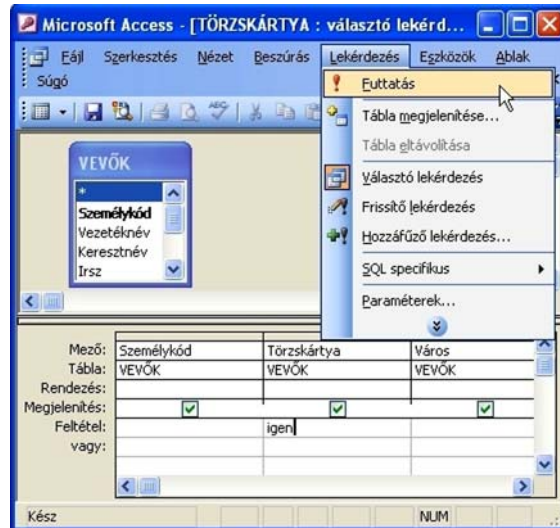 Microsoft Access - [TÖRZSKÁRTYA : választó lekérd...
Fájl Szerkesztés Nézet Beszúrás Lekérdezés Eszközök Ablak
Súgó
Futtatás
Tábla megjelenítése...
Tábla eltávolítása
Választó lekérdezés
Frissítő lekérdezés
Hozzáfűző lekérdezés...
SQL specifikus
Paraméterek...
VEVŐK
*
Személykód
Vezetéknév
Keresztnév
Irsz
Mező: Személykód Törzskártya Város
Tábla: VEVŐK VEVŐK VEVŐK
Rendezés:
Megjelenítés:
Feltétel: igen
vagy:
Kész NUM